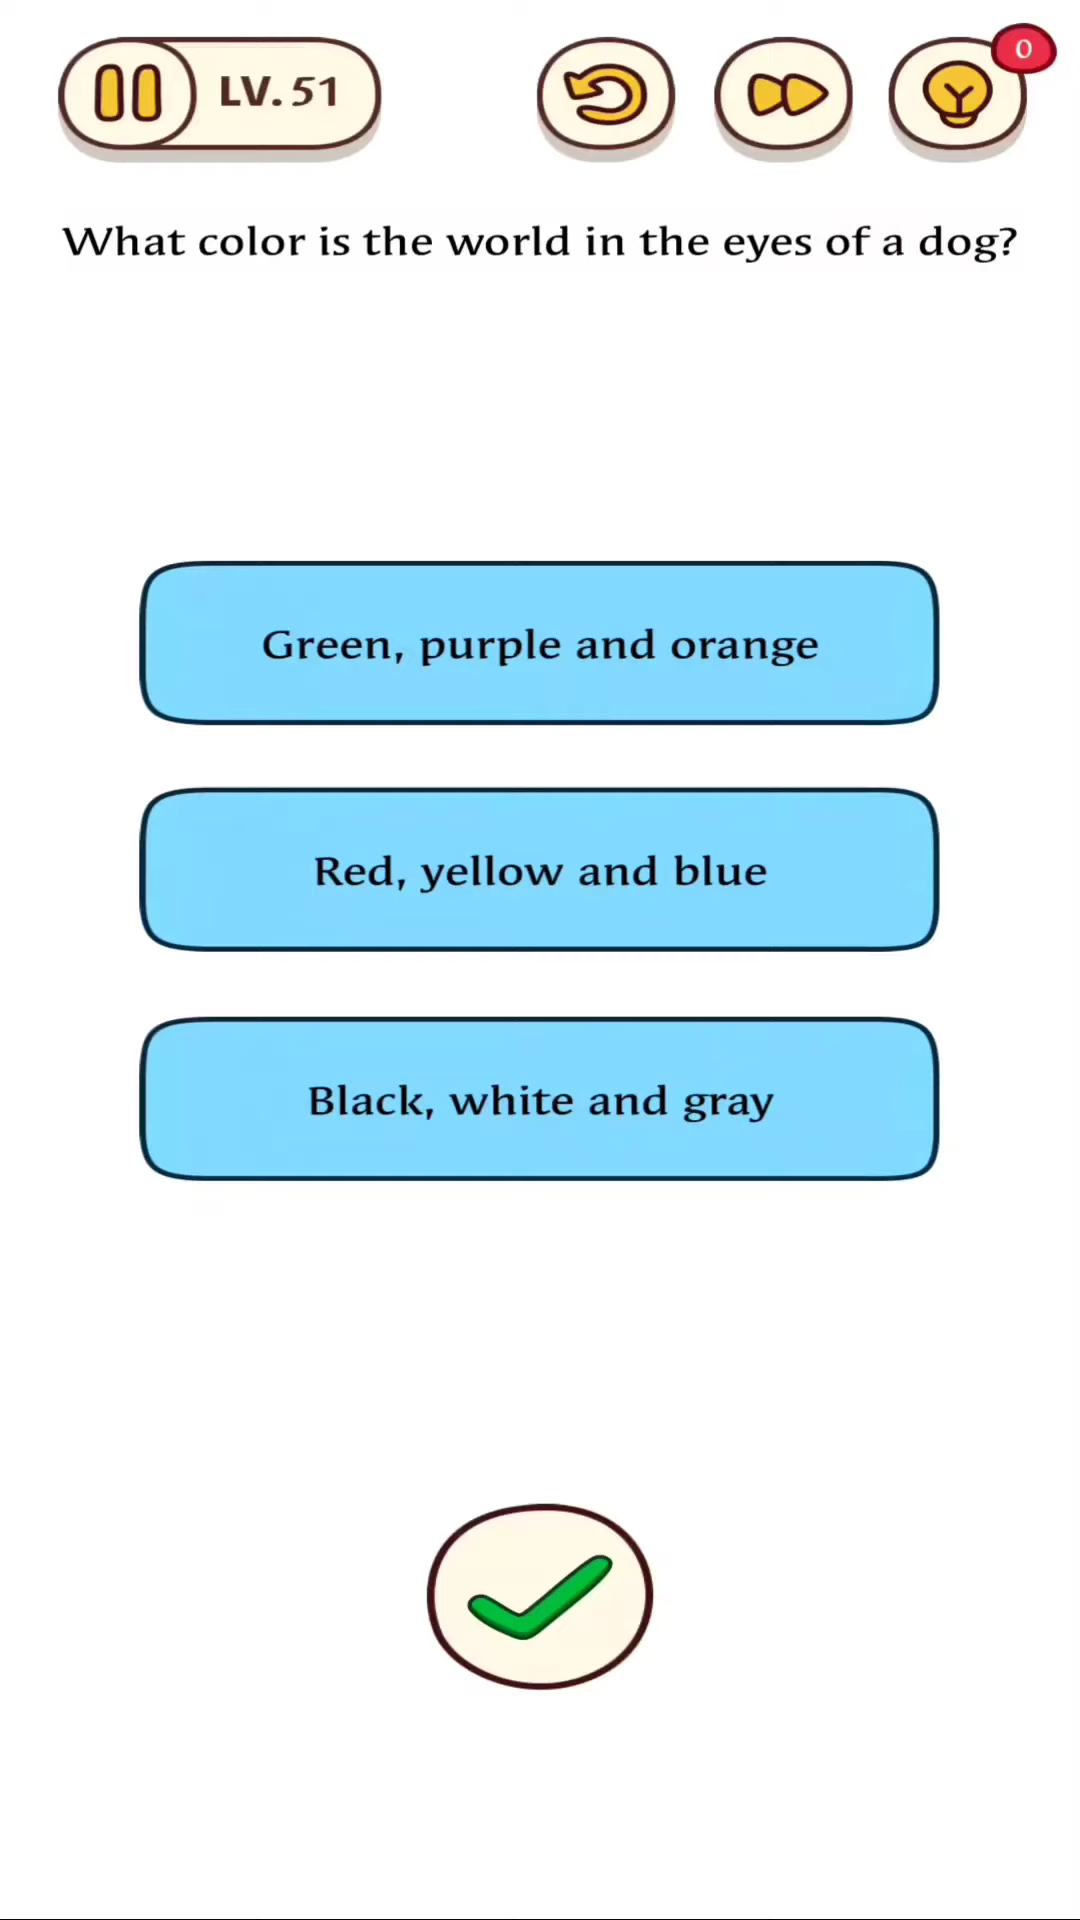 LV. 51
0
What color is the world in the eyes of a dog?
Green, purple and orange
Red, yellow and blue
Black, white and gray